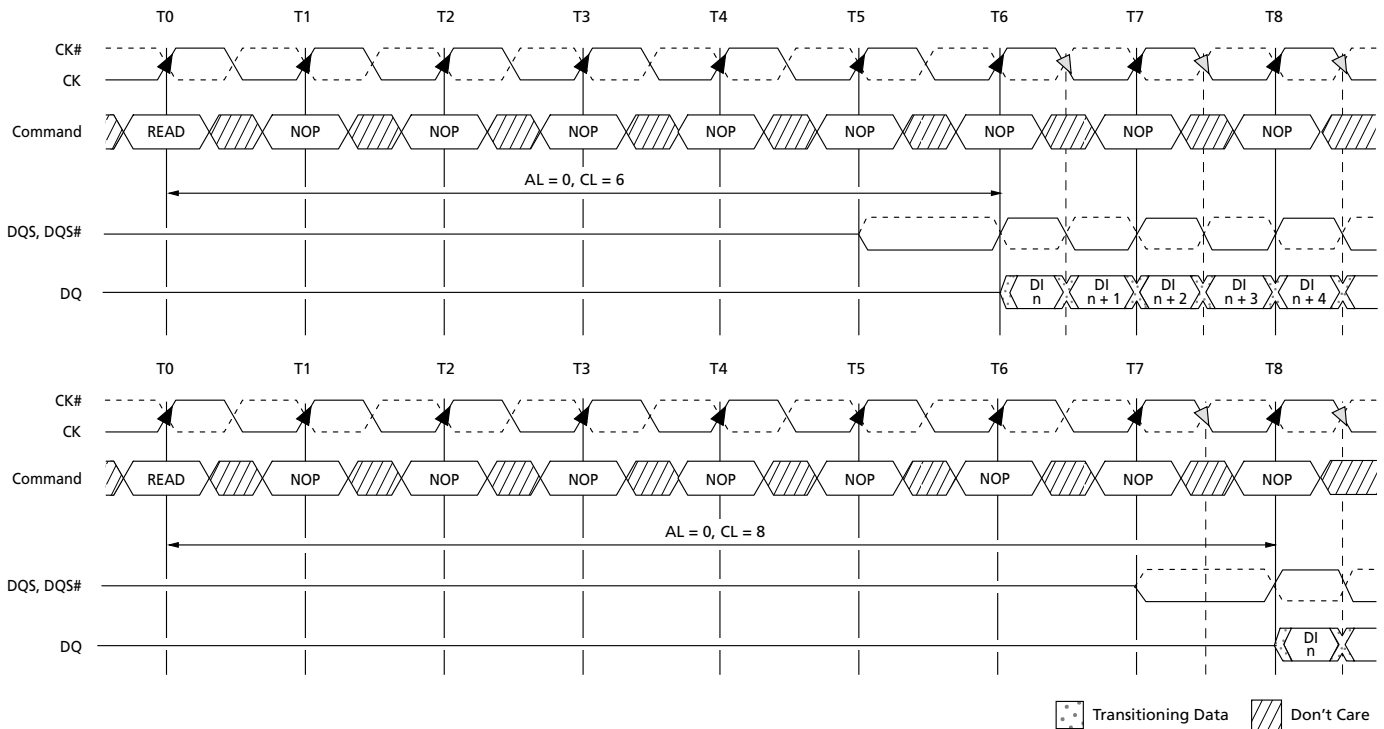 T0 T1 T2 T3 T4 T5 T6 T7 T8
CK#
CK
Command READ NOP NOP NOP NOP NOP NOP NOP NOP
AL = 0, CL = 6
DQS, DQS#
DQ DI n DI n + 1 DI n + 2 DI n + 3 DI n + 4
T0 T1 T2 T3 T4 T5 T6 T7 T8
CK#
CK
Command READ NOP NOP NOP NOP NOP NOP NOP NOP
AL = 0, CL = 8
DQS, DQS#
DQ DI n
Transitioning Data Don't Care